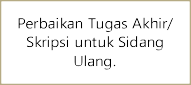 Perbaikan Tugas Akhir/
Skripsi untuk Sidang
Ulang.